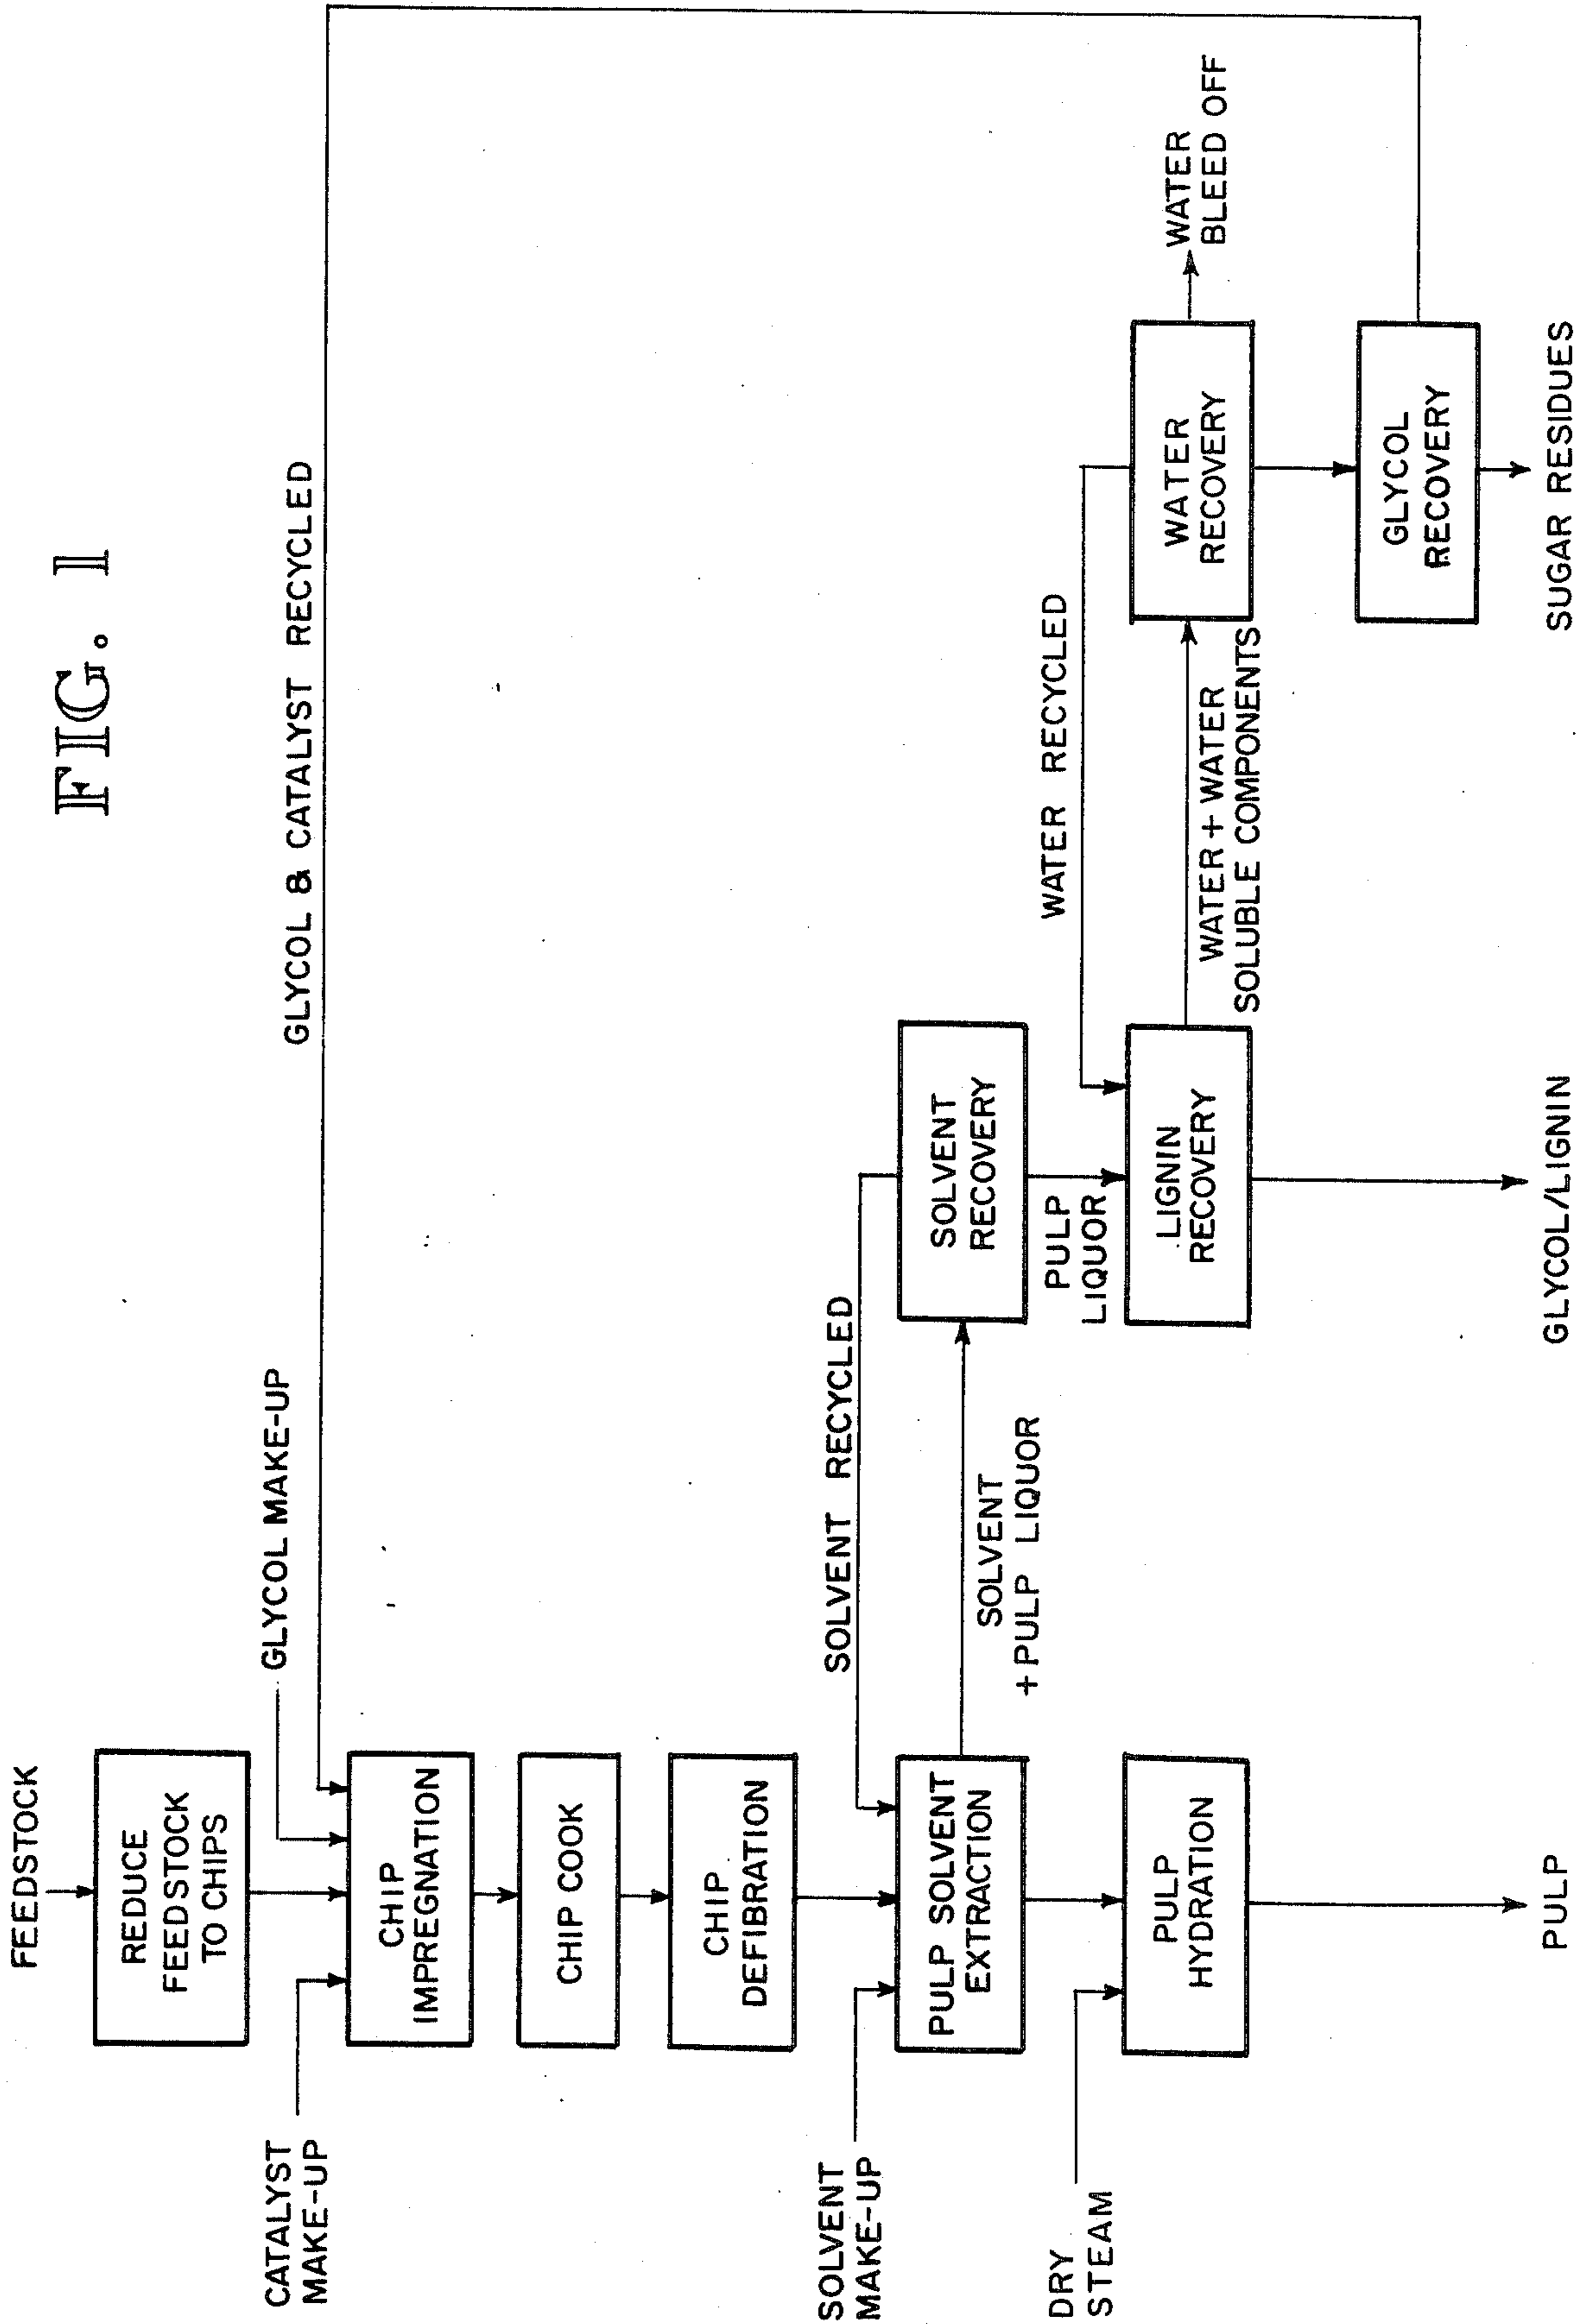 FIG. 1
FEEDSTOCK
REDUCE
FEEDSTOCK
TO CHIPS
CATALYST
MAKE-UP
GLYCOL MAKE-UP
GLYCOL & CATALYST RECYCLED
CHIP
IMPREGNATION
CHIP COOK
CHIP
DEFIBRATION
SOLVENT
MAKE-UP
SOLVENT RECYCLED
PULP SOLVENT
EXTRACTION
SOLVENT
+ PULP LIQUOR
SOLVENT
RECOVERY
DRY
STEAM
PULP
HYDRATION
PULP
LIQUOR
WATER RECYCLED
LIGNIN
RECOVERY
WATER + WATER
SOLUBLE COMPONENTS
WATER
RECOVERY
WATER
BLEED OFF
GLYCOL
RECOVERY
PULP
GLYCOL/LIGNIN
SUGAR RESIDUES